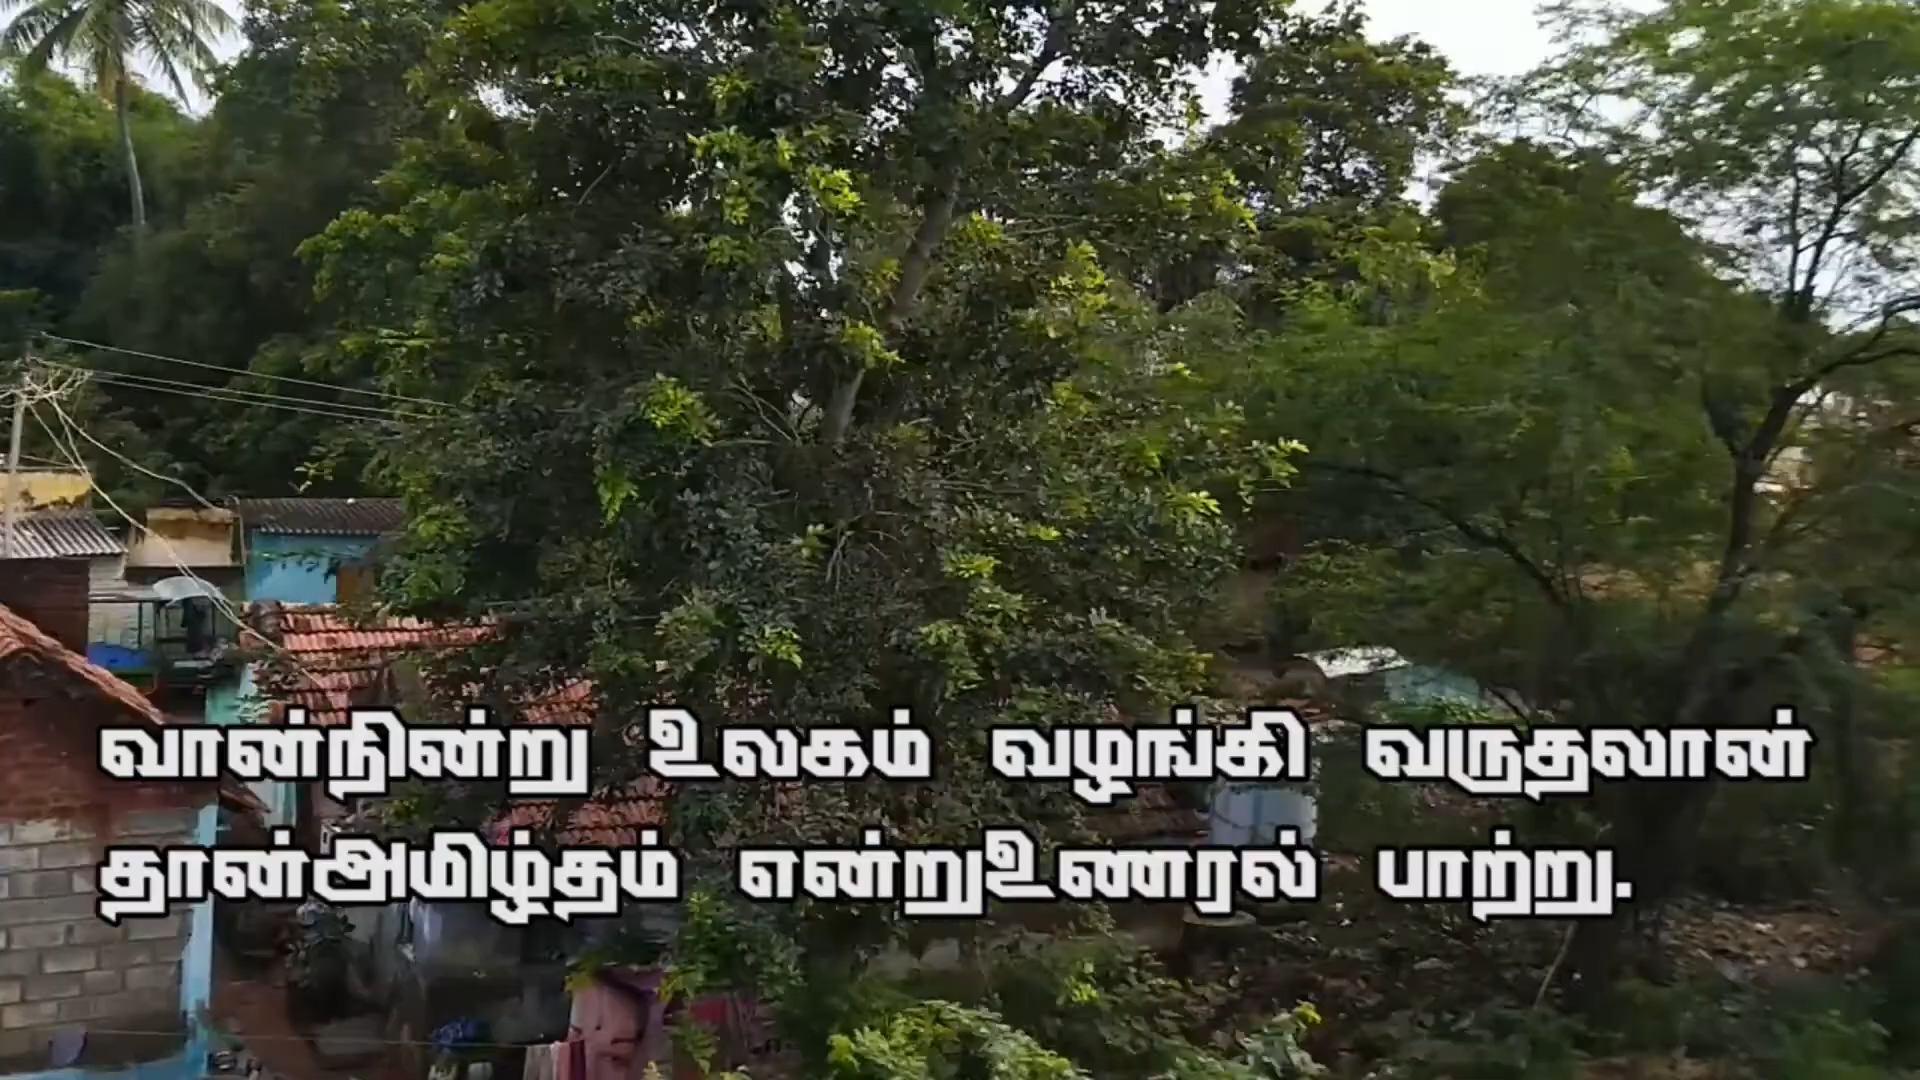 வான்நின்று உலகம் வழங்கி வருதலான்
தான்அமிழ்தம் என்றுஉணரல் பாற்று.